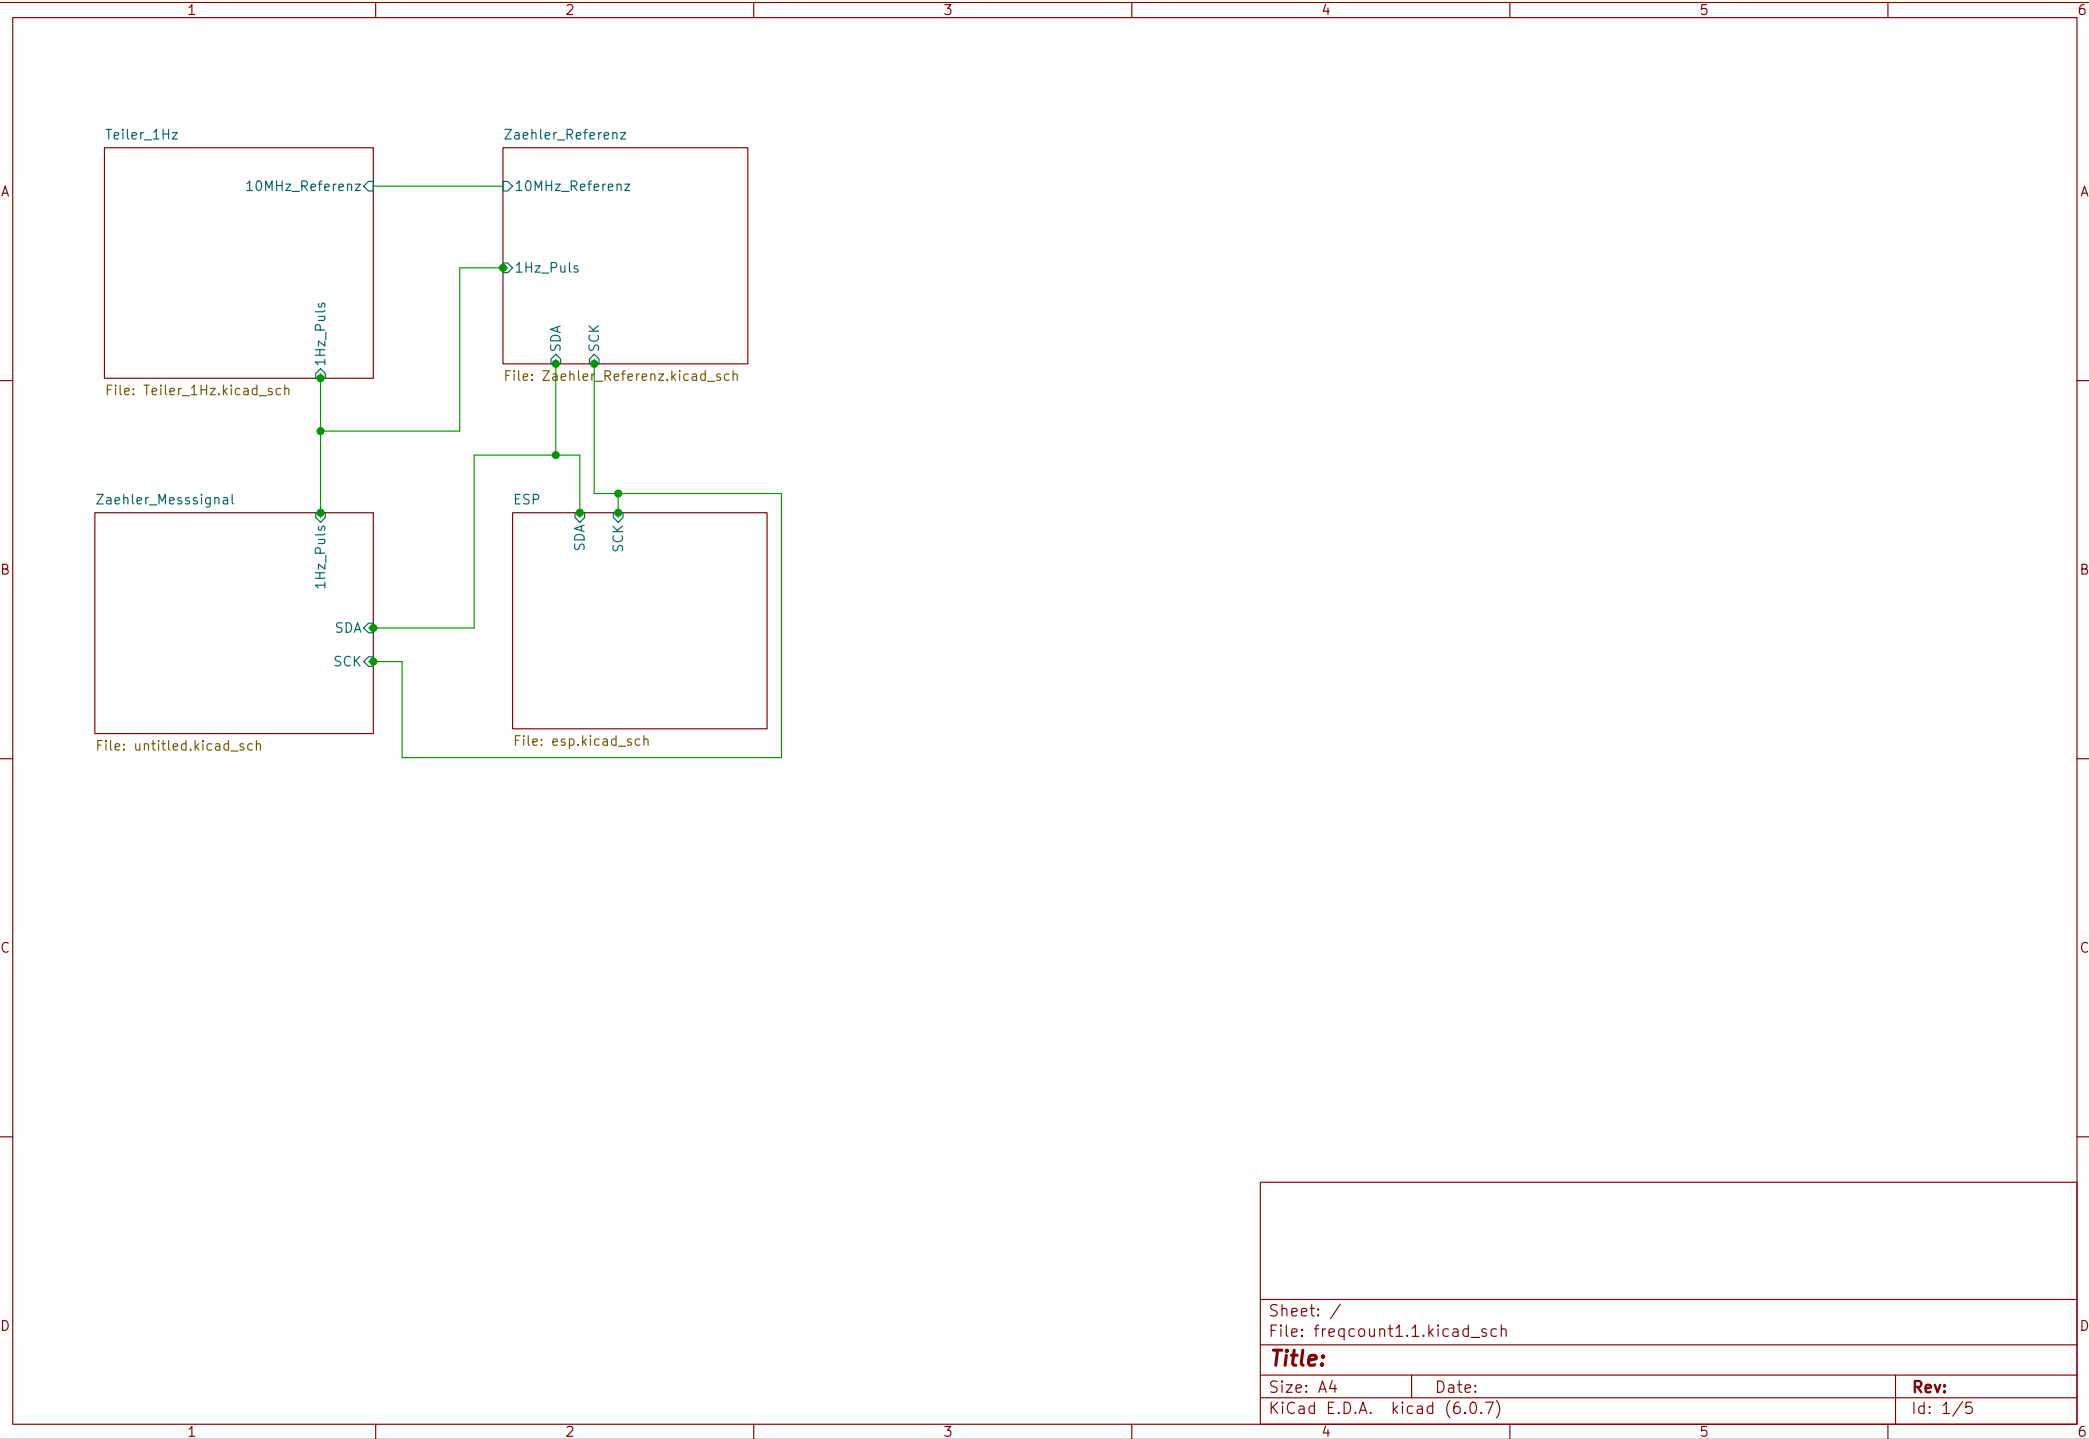 1 2 3 4 5 6
Teiler_1Hz
Zaehler_Referenz
A
10MHz_Referenz
10MHz_Referenz
A
1Hz_Puls
1Hz_Puls
SDA
SCK
File: Teiler_1Hz.kicad_sch
File: Zaehler_Referenz.kicad_sch
Zaehler_Messsignal
ESP
1Hz_Puls
SDA
SCK
B
B
SDA
SCK
File: untitled.kicad_sch
File: esp.kicad_sch
C
C
Sheet: /
File: freqcount1.1.kicad_sch
D
D
Title:
Size: A4
Date:
Rev:
KiCad E.D.A. kicad (6.0.7)
Id: 1/5
1 2 3 4 5 6